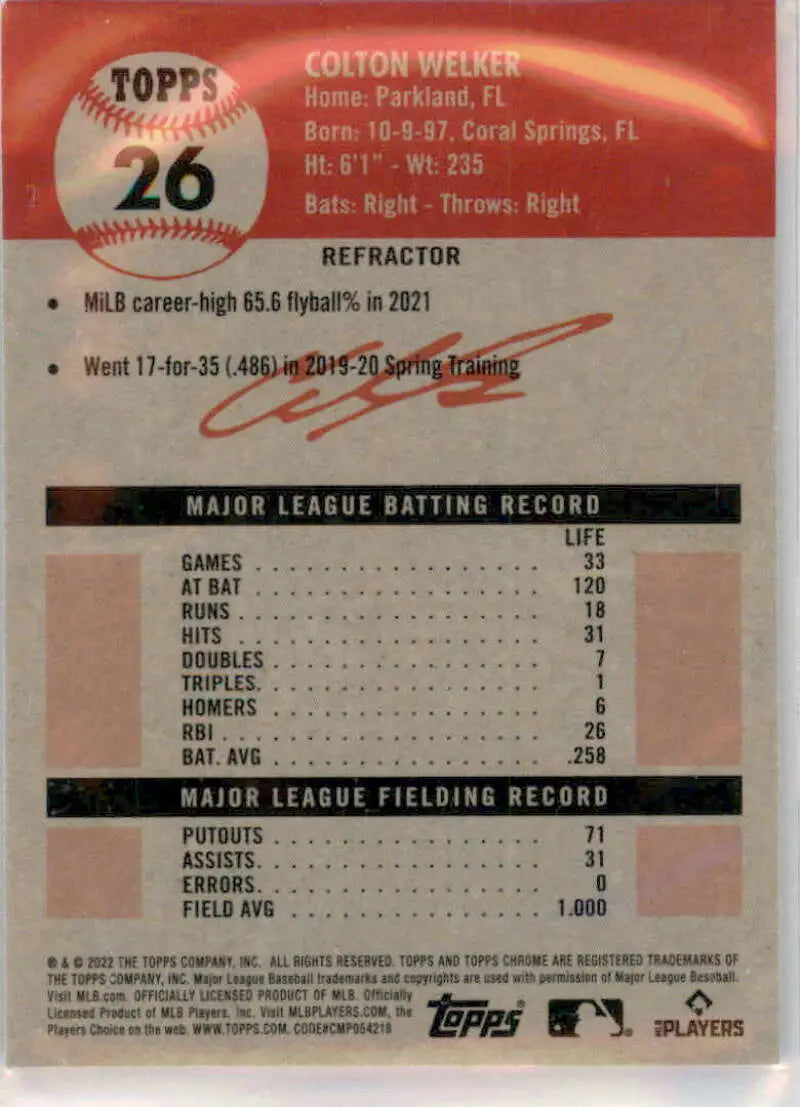 TOPPS
26
COLTON WELKER
Home: Parkland, FL
Born: 10-9-97, Coral Springs, FL
Ht: 6'1" - Wt: 235
Bats: Right - Throws: Right
REFRACTOR
• MiLB career-high 65.6 flyball% in 2021
• Went 17-for-35 (.486) in 2019-20 Spring Training
MAJOR LEAGUE BATTING RECORD
LIFE
GAMES . . . . . . . . . . . . . . . . 33
AT BAT . . . . . . . . . . . . . . . . 120
RUNS . . . . . . . . . . . . . . . . . 18
HITS . . . . . . . . . . . . . . . . . 31
DOUBLES . . . . . . . . . . . . . . . 7
TRIPLES. . . . . . . . . . . . . . . . 1
HOMERS . . . . . . . . . . . . . . . 6
RBI . . . . . . . . . . . . . . . . . . 26
BAT. AVG . . . . . . . . . . . . . . . .258
MAJOR LEAGUE FIELDING RECORD
PUTOUTS . . . . . . . . . . . . . . . 71
ASSISTS. . . . . . . . . . . . . . . . 31
ERRORS. . . . . . . . . . . . . . . . 0
FIELD AVG . . . . . . . . . . . . . . 1.000
® & © 2022 THE TOPPS COMPANY, INC. ALL RIGHTS RESERVED. TOPPS AND TOPPS CHROME ARE REGISTERED TRADEMARKS OF
THE TOPPS COMPANY, INC. Major League Baseball trademarks and copyrights are used with permission of Major League Baseball.
Visit MLB.com. OFFICIALLY LICENSED PRODUCT OF MLB. Officially
Licensed Product of MLB Players, Inc. Visit MLBPLAYERS.COM, the
Players Choice on the web. WWW.TOPPS.COM. CODE#CMP054218
Topps®
MLB PLAYERS